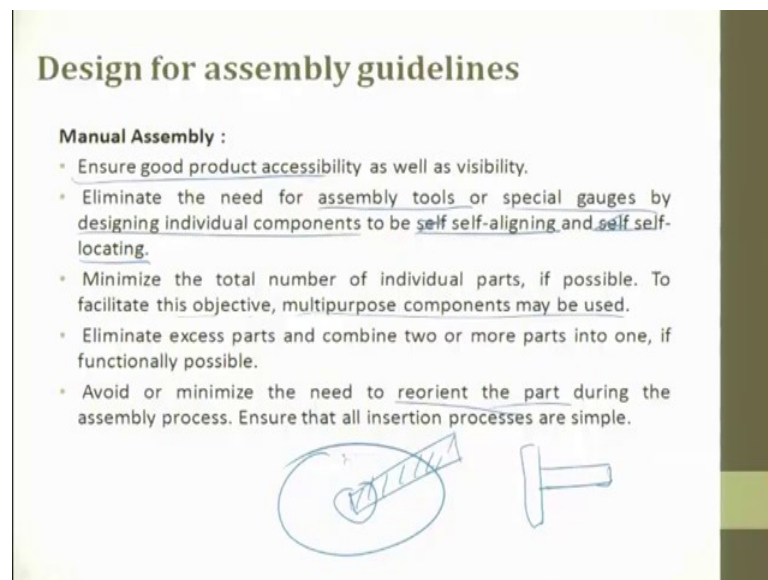 Design for assembly guidelines
Manual Assembly :
• Ensure good product accessibility as well as visibility.
• Eliminate the need for assembly tools or special gauges by
designing individual components to be self self-aligning and self self-
locating.
• Minimize the total number of individual parts, if possible. To
facilitate this objective, multipurpose components may be used.
• Eliminate excess parts and combine two or more parts into one, if
functionally possible.
• Avoid or minimize the need to reorient the part during the
assembly process. Ensure that all insertion processes are simple.